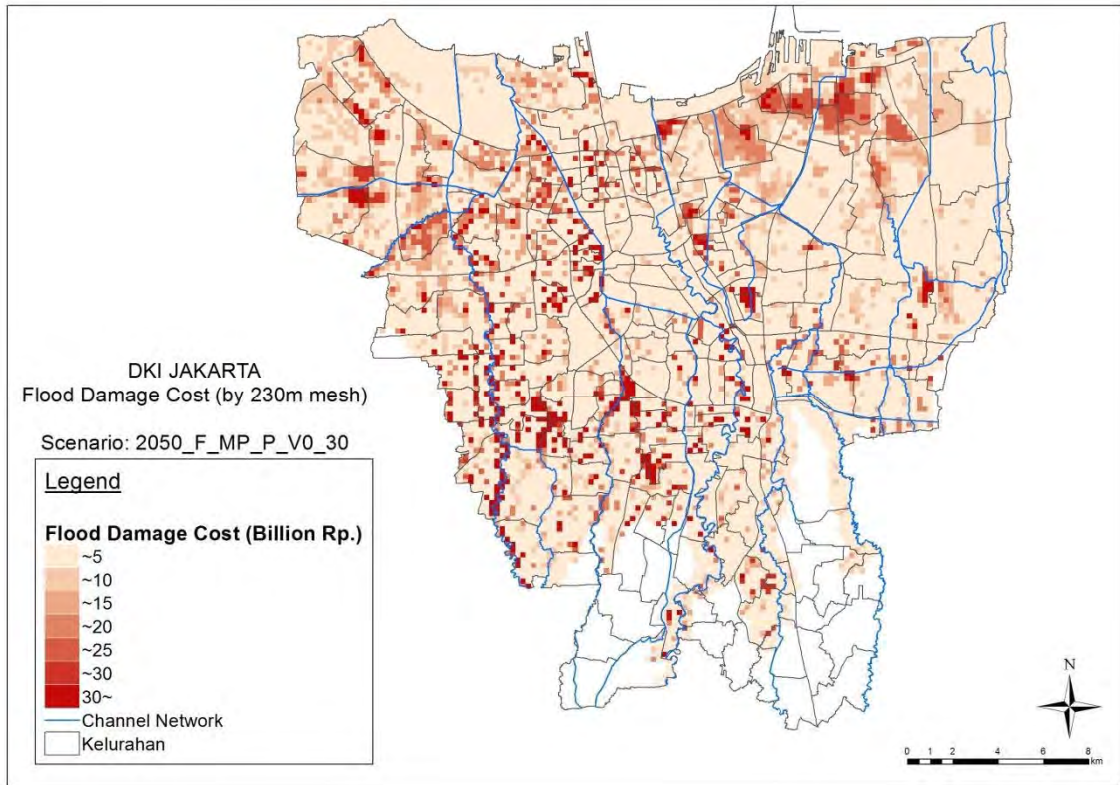 DKI JAKARTA
Flood Damage Cost (by 230m mesh)
Scenario: 2050_F_MP_P_V0_30
Legend
Flood Damage Cost (Billion Rp.)
~5
~10
~15
~20
~25
~30
30~
Channel Network
Kelurahan
N
0 1 2 4 6 8
km